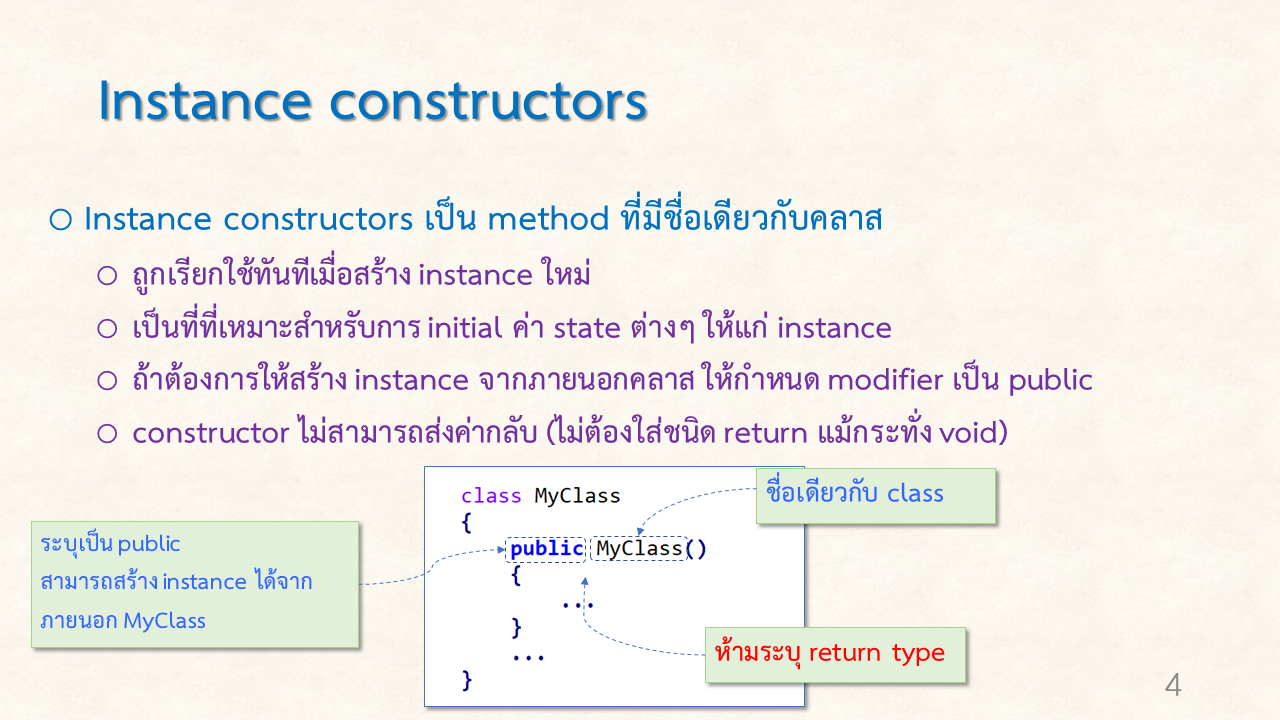 Instance constructors
Instance constructors เป็น method ที่มีชื่อเดียวกับคลาส
ถูกเรียกใช้ทันทีเมื่อสร้าง instance ใหม่
เป็นที่ที่เหมาะสำหรับการ initial ค่า state ต่างๆ ให้แก่ instance
ถ้าต้องการให้สร้าง instance จากภายนอกคลาส ให้กำหนด modifier เป็น public
constructor ไม่สามารถส่งค่ากลับ (ไม่ต้องใส่ชนิด return แม้กระทั่ง void)
class MyClass
{
public MyClass()
{
...
}
...
}
ชื่อเดียวกับ class
ระบุเป็น public
สามารถสร้าง instance ได้จาก
ภายนอก MyClass
ห้ามระบุ return type
4